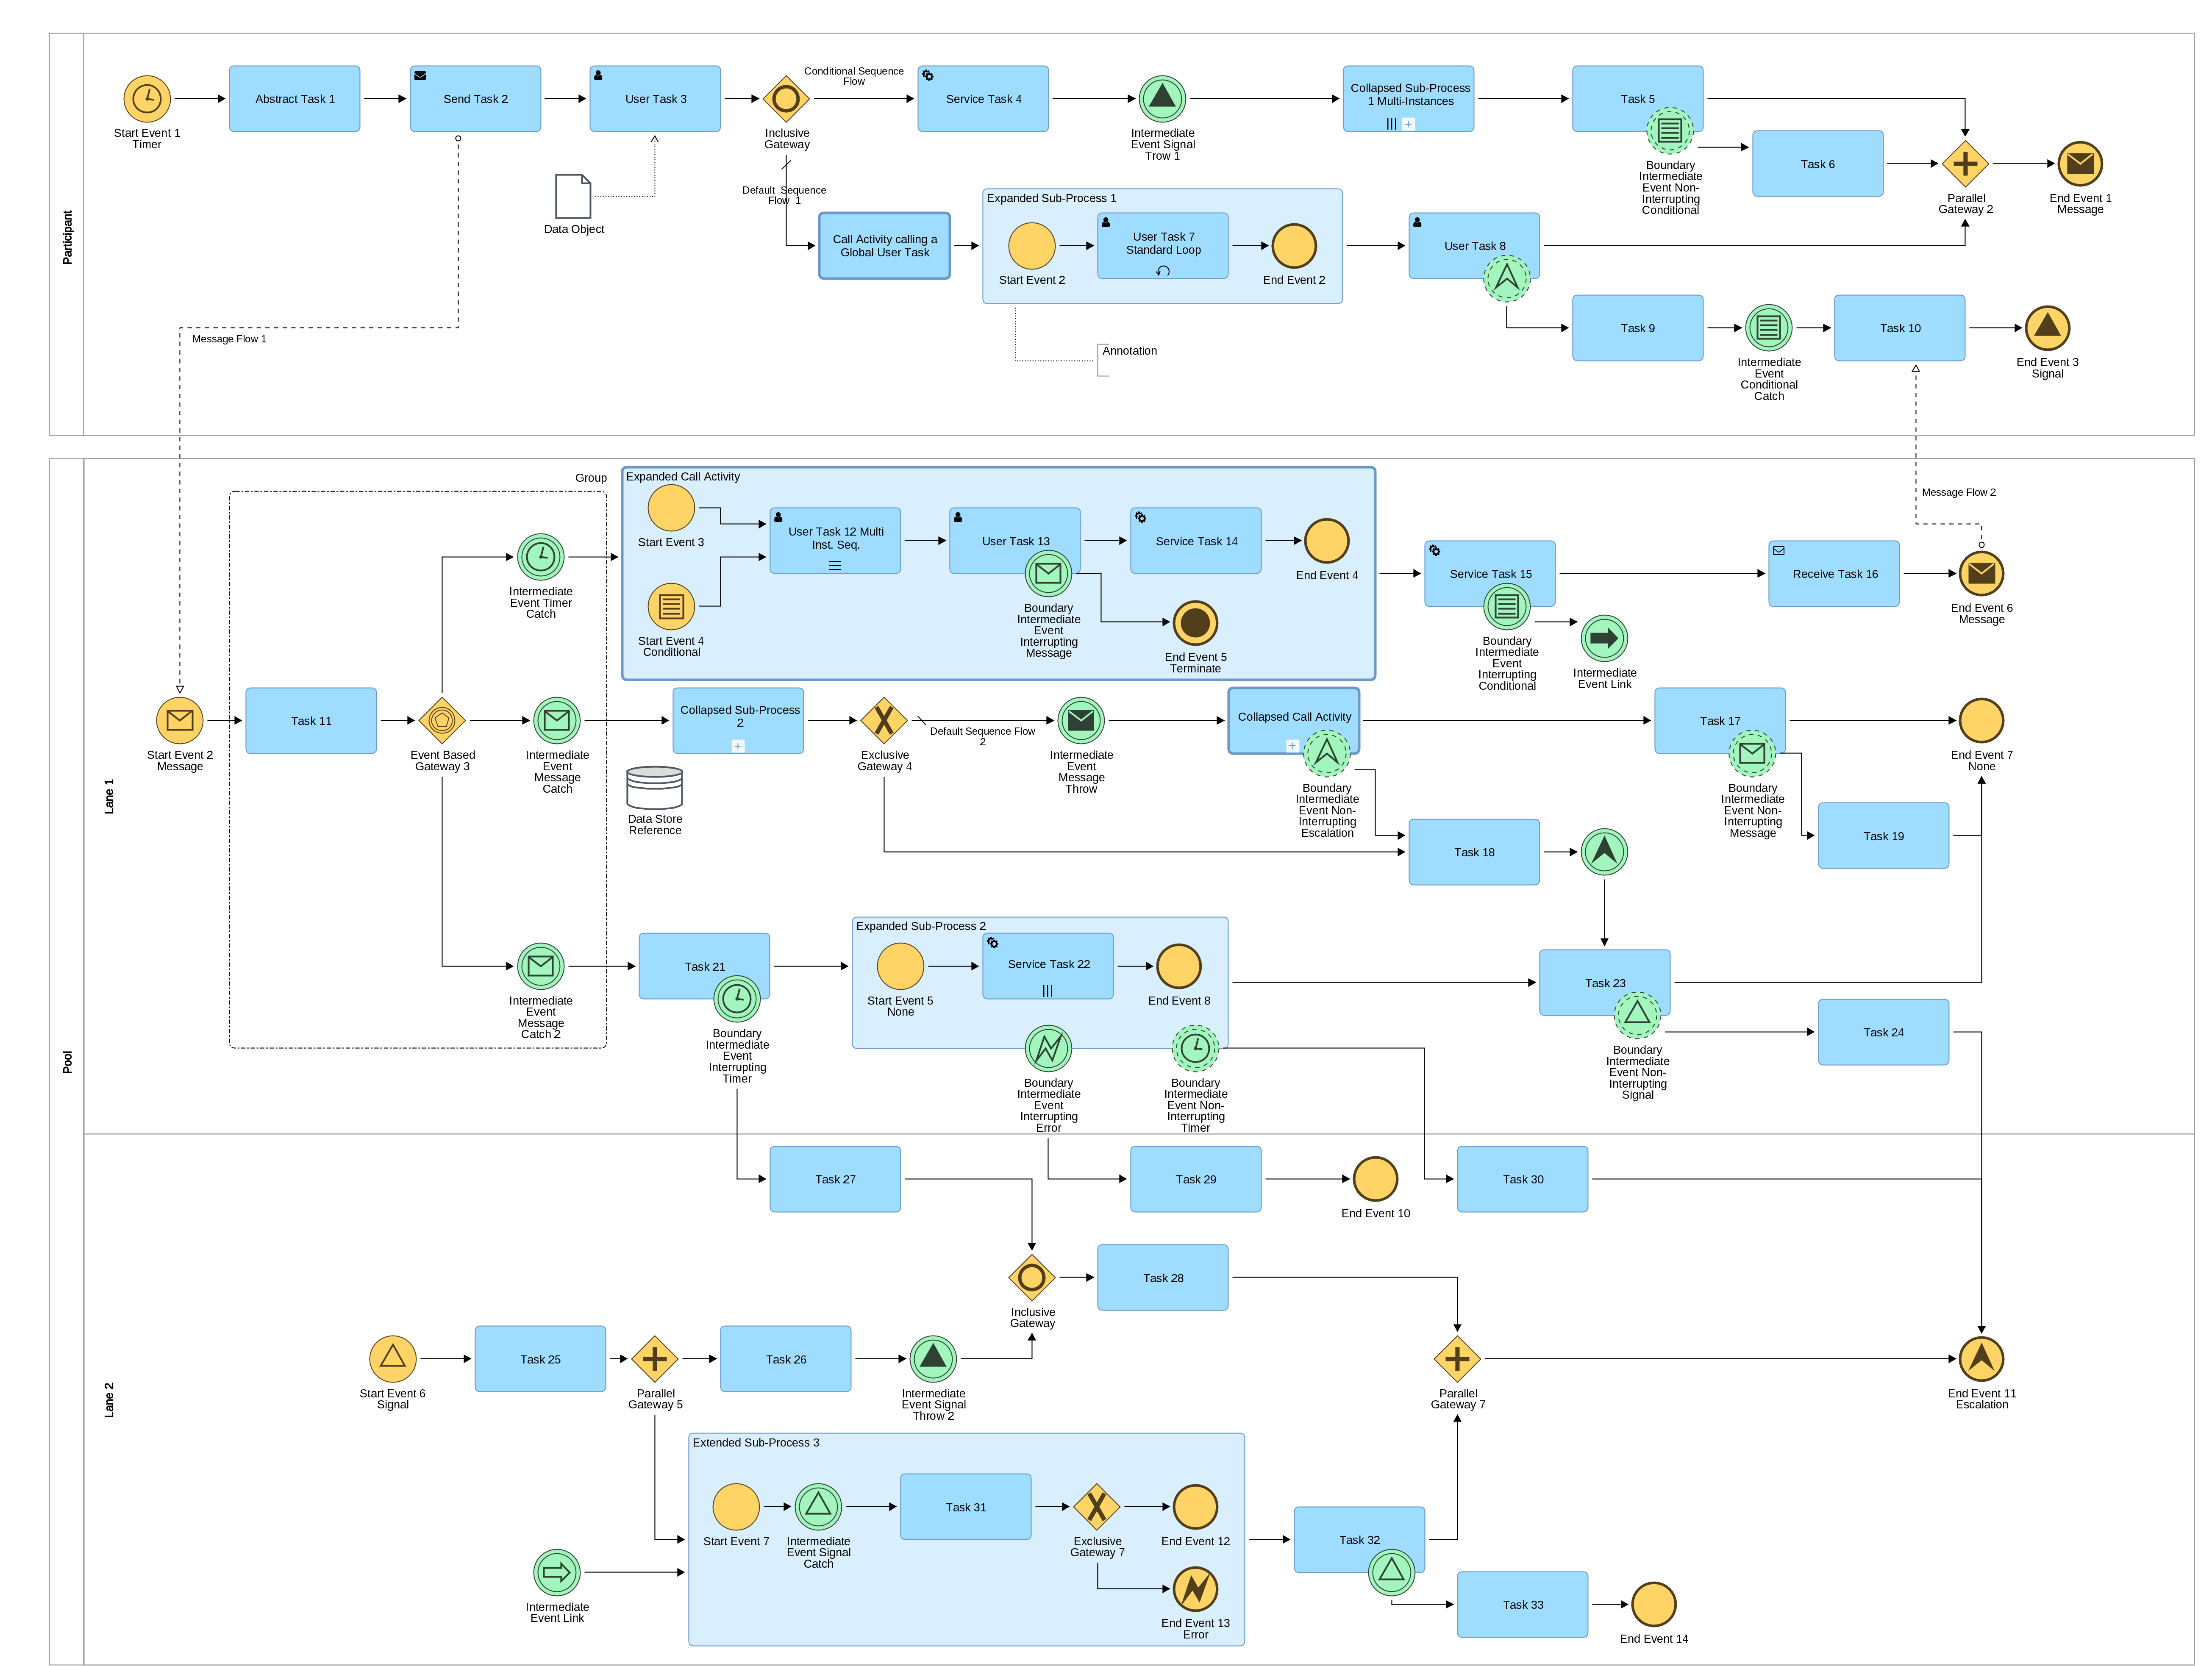 Participant
Start Event 1
Timer
Abstract Task 1
Send Task 2
User Task 3
Inclusive
Gateway
Conditional Sequence
Flow
Service Task 4
Intermediate
Event Signal
Trow 1
Collapsed Sub-Process
1 Multi-Instances
Task 5
Boundary
Intermediate
Event Non-
Interrupting
Conditional
Task 6
Parallel
Gateway 2
End Event 1
Message
Data Object
Default Sequence
Flow 1
Call Activity calling a
Global User Task
Expanded Sub-Process 1
Start Event 2
User Task 7
Standard Loop
End Event 2
User Task 8
Task 9
Intermediate
Event
Conditional
Catch
Task 10
End Event 3
Signal
Annotation
Message Flow 1
Pool
Lane 1
Group
Expanded Call Activity
Start Event 3
Start Event 4
Conditional
User Task 12 Multi
Inst. Seq.
User Task 13
Boundary
Intermediate
Event
Interrupting
Message
Service Task 14
End Event 4
End Event 5
Terminate
Service Task 15
Boundary
Intermediate
Event
Interrupting
Conditional
Intermediate
Event Link
Receive Task 16
Message Flow 2
End Event 6
Message
Intermediate
Event Timer
Catch
Start Event 2
Message
Task 11
Event Based
Gateway 3
Intermediate
Event
Message
Catch
Collapsed Sub-Process
2
Data Store
Reference
Exclusive
Gateway 4
Default Sequence Flow
2
Intermediate
Event
Message
Throw
Collapsed Call Activity
Boundary
Intermediate
Event Non-
Interrupting
Escalation
Task 17
Boundary
Intermediate
Event Non-
Interrupting
Message
End Event 7
None
Task 18
Task 19
Intermediate
Event
Message
Catch 2
Task 21
Boundary
Intermediate
Event
Interrupting
Timer
Expanded Sub-Process 2
Start Event 5
None
Service Task 22
End Event 8
Boundary
Intermediate
Event
Interrupting
Error
Boundary
Intermediate
Event Non-
Interrupting
Timer
Task 23
Boundary
Intermediate
Event Non-
Interrupting
Signal
Task 24
Lane 2
Task 27
Task 29
End Event 10
Task 30
Inclusive
Gateway
Task 28
Start Event 6
Signal
Task 25
Parallel
Gateway 5
Task 26
Intermediate
Event Signal
Throw 2
Parallel
Gateway 7
End Event 11
Escalation
Extended Sub-Process 3
Start Event 7
Intermediate
Event Signal
Catch
Task 31
Exclusive
Gateway 7
End Event 12
End Event 13
Error
Intermediate
Event Link
Task 32
Task 33
End Event 14